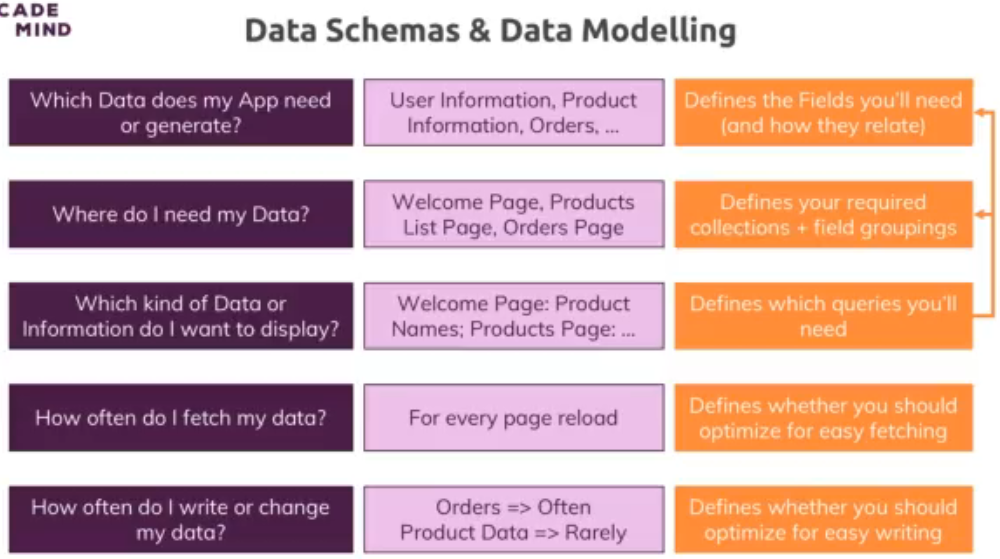 CADE
MIND
Data Schemas & Data Modelling
Which Data does my App need
or generate?
User Information, Product
Information, Orders, ...
Defines the Fields you'll need
(and how they relate)
Where do I need my Data?
Welcome Page, Products
List Page, Orders Page
Defines your required
collections + field groupings
Which kind of Data or
Information do I want to display?
Welcome Page: Product
Names; Products Page: ...
Defines which queries you'll
need
How often do I fetch my data?
For every page reload
Defines whether you should
optimize for easy fetching
How often do I write or change
my data?
Orders => Often
Product Data => Rarely
Defines whether you should
optimize for easy writing